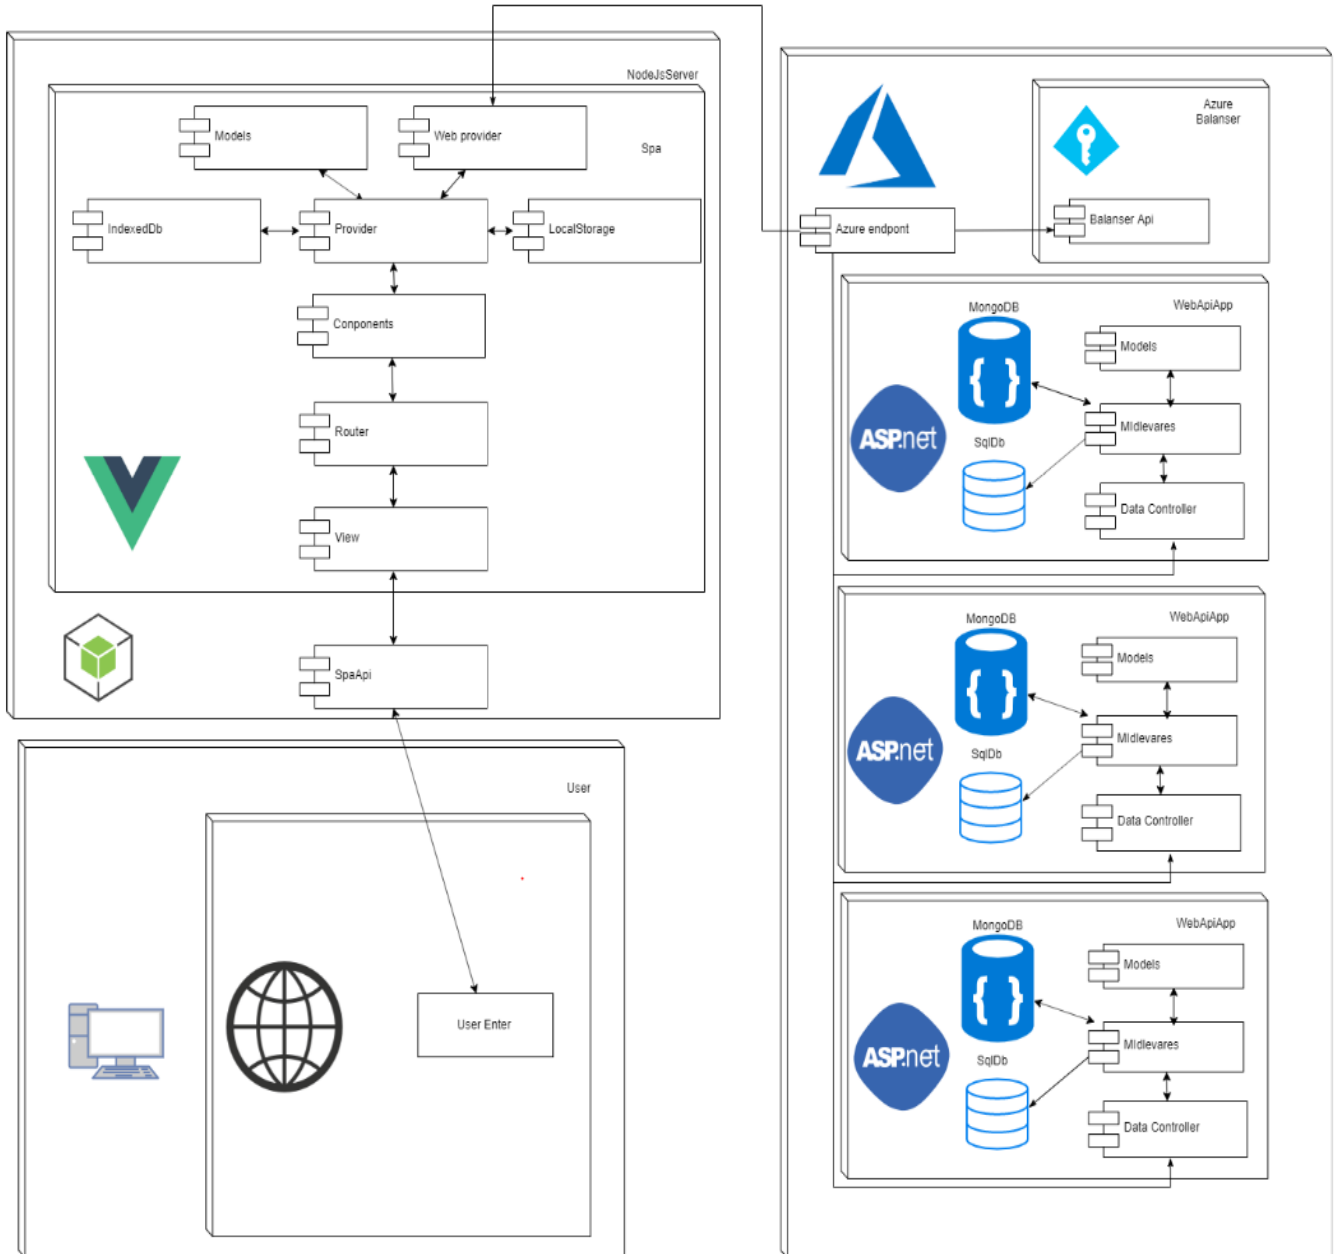 NodeJsServer
Spa
Models
Web provider
IndexedDb
Provider
LocalStorage
Conponents
Router
View
SpaApi
User
User Enter
Azure
Balanser
Balanser Api
Azure endpont
WebApiApp
MongoDB
Models
ASP.net
SqlDb
Midlevares
Data Controller
WebApiApp
MongoDB
Models
ASP.net
SqlDb
Midlevares
Data Controller
WebApiApp
MongoDB
Models
ASP.net
SqlDb
Midlevares
Data Controller